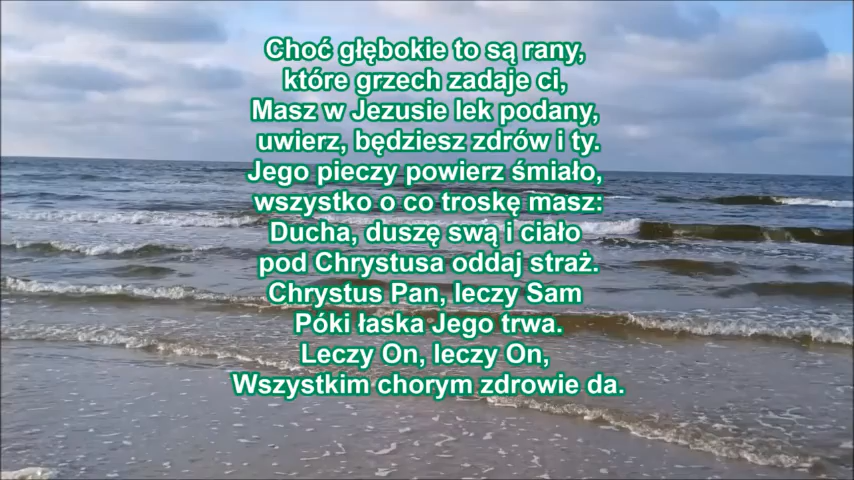 Choć głębokie to są rany,
które grzech zadaje ci,
Masz w Jezusie lek podany,
uwierz, będziesz zdrów i ty.
Jego pieczy powierz śmiało,
wszystko o co troskę masz:
Ducha, duszę swą i ciało
pod Chrystusa oddaj straż.
Chrystus Pan, leczy Sam
Póki łaska Jego trwa.
Leczy On, leczy On,
Wszystkim chorym zdrowie da.